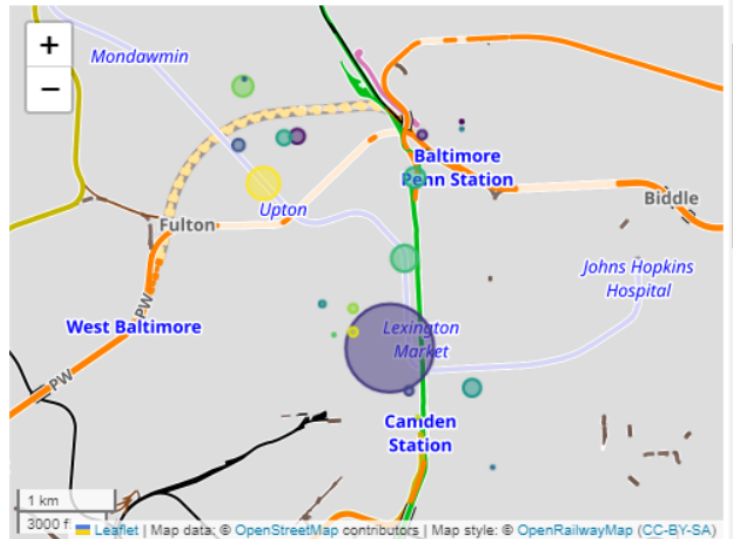 +
−
Mondawmin
Baltimore
Penn Station
Upton
Fulton
Biddle
Johns Hopkins
Hospital
PW
West Baltimore
Lexington
Market
PW
Camden
Station
1 km
3000 f
Leaflet | Map data: © OpenStreetMap contributors | Map style: © OpenRailwayMap (CC-BY-SA)